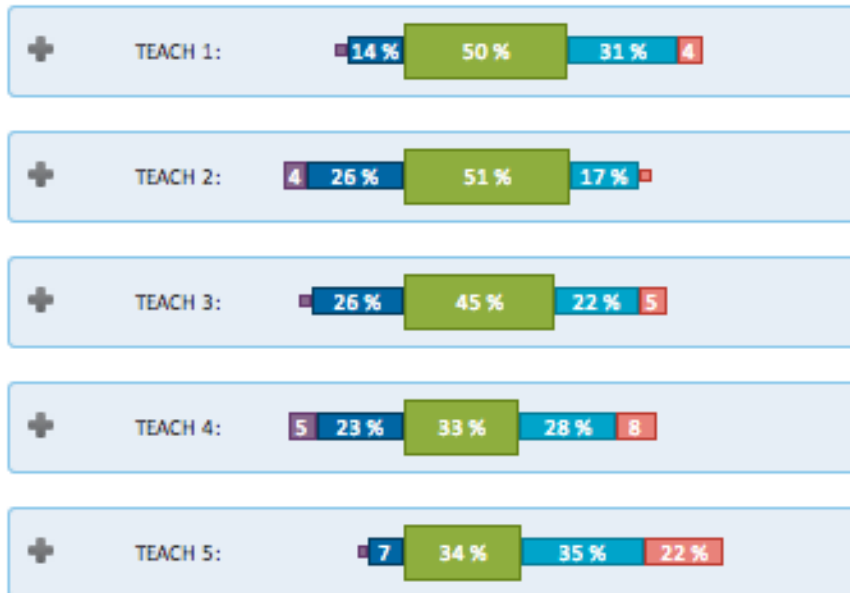 TEACH 1: 14 % 50 % 31 % 4
TEACH 2: 4 26 % 51 % 17 %
TEACH 3: 26 % 45 % 22 % 5
TEACH 4: 5 23 % 33 % 28 % 8
TEACH 5: 7 34 % 35 % 22 %